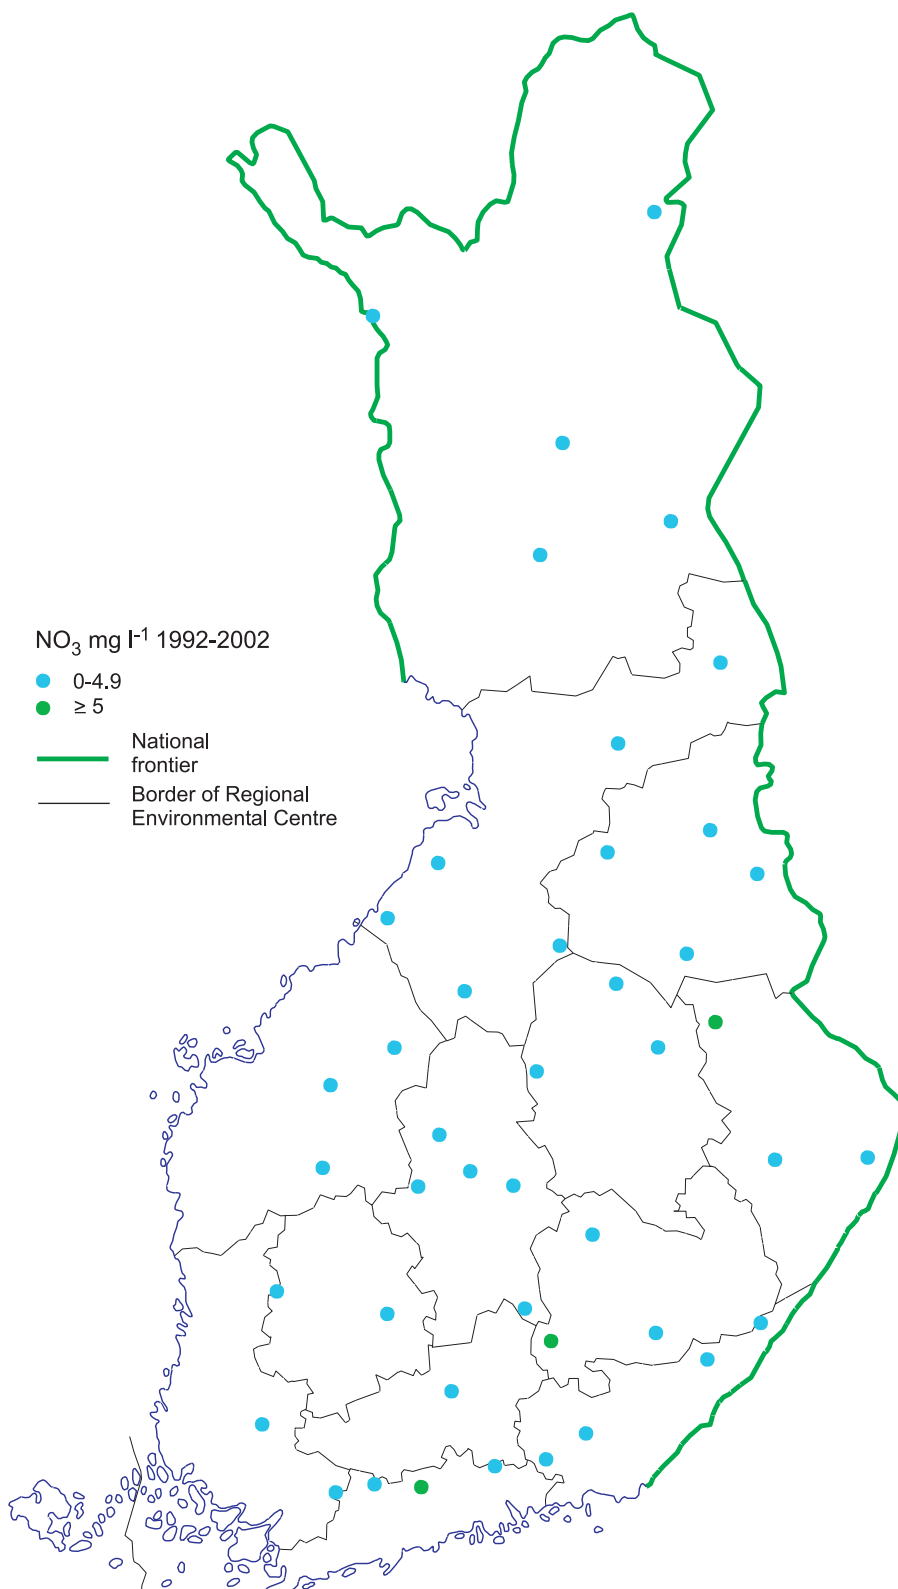 NO₃ mg l⁻¹ 1992-2002
0-4.9
≥ 5
National
frontier
Border of Regional
Environmental Centre